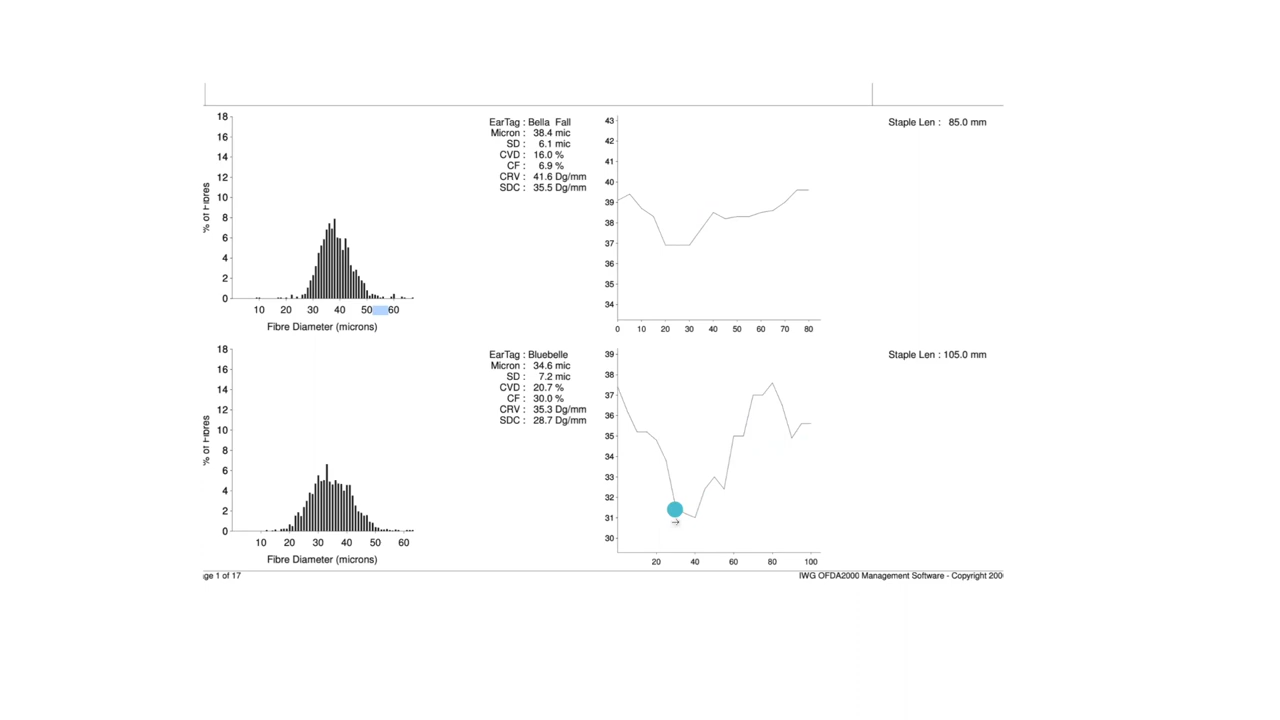 18
16
14
12
10
8
6
4
2
0
% of Fibres
10 20 30 40 50 60
Fibre Diameter (microns)
EarTag : Bella Fall
Micron : 38.4 mic
SD : 6.1 mic
CVD : 16.0 %
CF : 6.9 %
CRV : 41.6 Dg/mm
SDC : 35.5 Dg/mm
43
42
41
40
39
38
37
36
35
34
0 10 20 30 40 50 60 70 80
Staple Len : 85.0 mm
18
16
14
12
10
8
6
4
2
0
% of Fibres
10 20 30 40 50 60
Fibre Diameter (microns)
EarTag : Bluebelle
Micron : 34.6 mic
SD : 7.2 mic
CVD : 20.7 %
CF : 30.0 %
CRV : 35.3 Dg/mm
SDC : 28.7 Dg/mm
39
38
37
36
35
34
33
32
31
30
20 40 60 80 100
Staple Len : 105.0 mm
ge 1 of 17
IWG OFDA2000 Management Software - Copyright 200